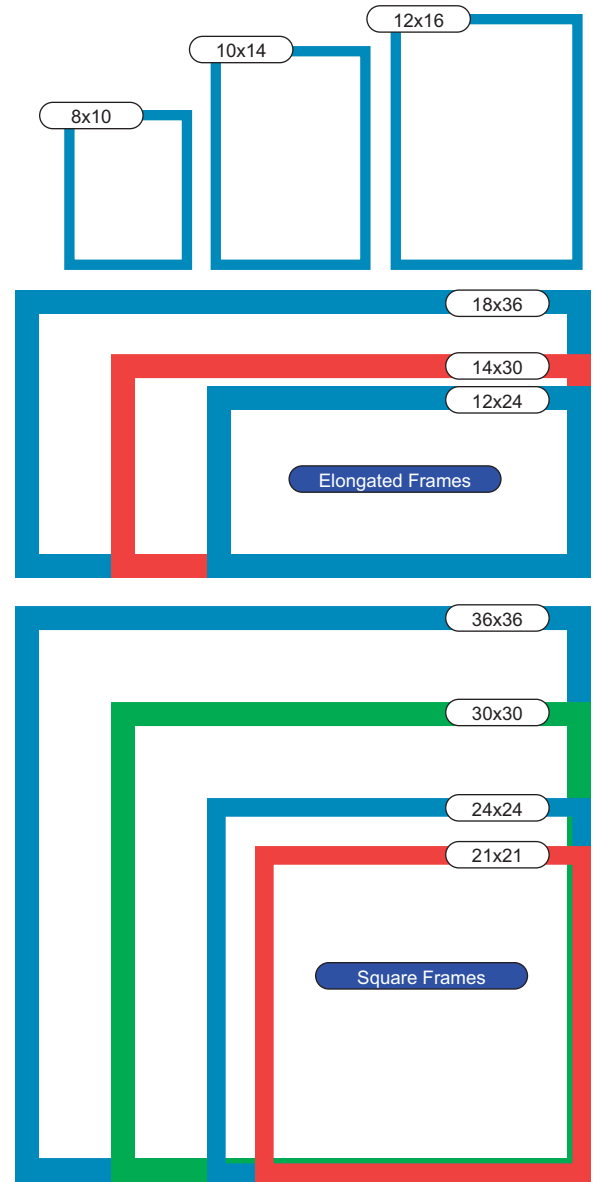 12x16
10x14
8x10
18x36
14x30
12x24
Elongated Frames
36x36
30x30
24x24
21x21
Square Frames